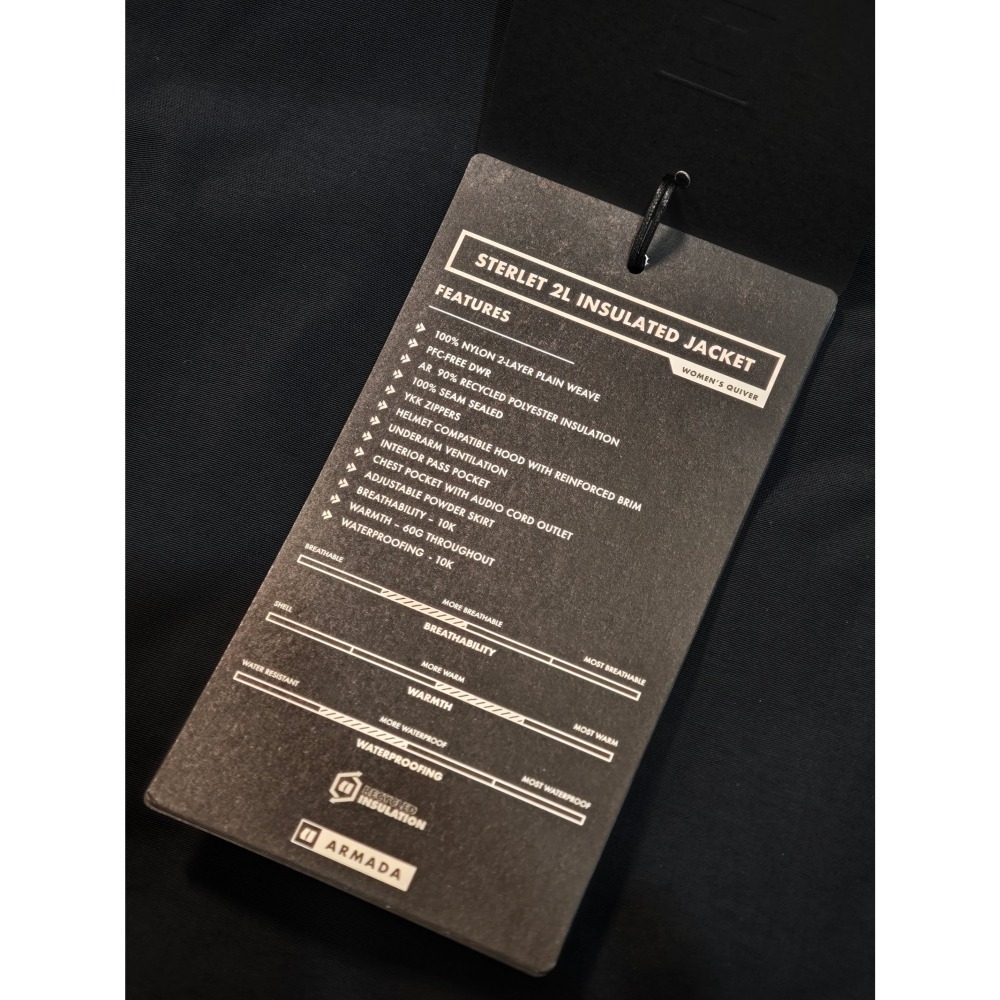 STERLET 2L INSULATED JACKET
WOMEN'S QUIVER
FEATURES
100% NYLON 2-LAYER PLAIN WEAVE
PFC-FREE DWR
AR 90% RECYCLED POLYESTER INSULATION
100% SEAM SEALED
YKK ZIPPERS
HELMET COMPATIBLE HOOD WITH REINFORCED BRIM
UNDERARM VENTILATION
INTERIOR PASS POCKET
CHEST POCKET WITH AUDIO CORD OUTLET
ADJUSTABLE POWDER SKIRT
BREATHABILITY - 10K
WARMTH – 60G THROUGHOUT
WATERPROOFING - 10K
BREATHABLE MORE BREATHABLE MOST BREATHABLE
BREATHABILITY
SHELL MORE WARM MOST WARM
WARMTH
WATER RESISTANT MORE WATERPROOF MOST WATERPROOF
WATERPROOFING
RECYCLED
INSULATION
ARMADA